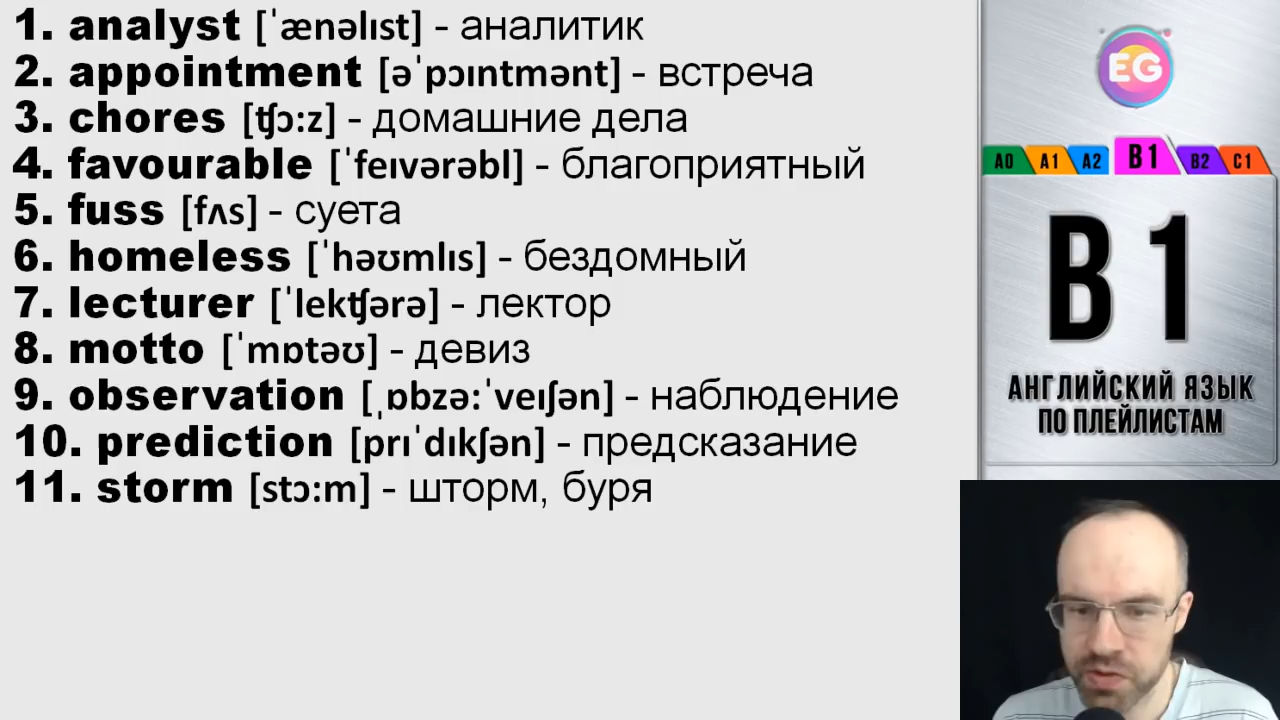 1. analyst [ˈænəlɪst] - аналитик
2. appointment [əˈpɔɪntmənt] - встреча
3. chores [ʧɔ:z] - домашние дела
4. favourable [ˈfeɪvərəbl] - благоприятный
5. fuss [fʌs] - суета
6. homeless [ˈhəʊmlɪs] - бездомный
7. lecturer [ˈlekʧərə] - лектор
8. motto [ˈmɒtəʊ] - девиз
9. observation [ˌɒbzə:ˈveɪʃən] - наблюдение
10. prediction [prɪˈdɪkʃən] - предсказание
11. storm [stɔ:m] - шторм, буря
EG
A0 A1 A2 B1 B2 C1
B1
АНГЛИЙСКИЙ ЯЗЫК
ПО ПЛЕЙЛИСТАМ